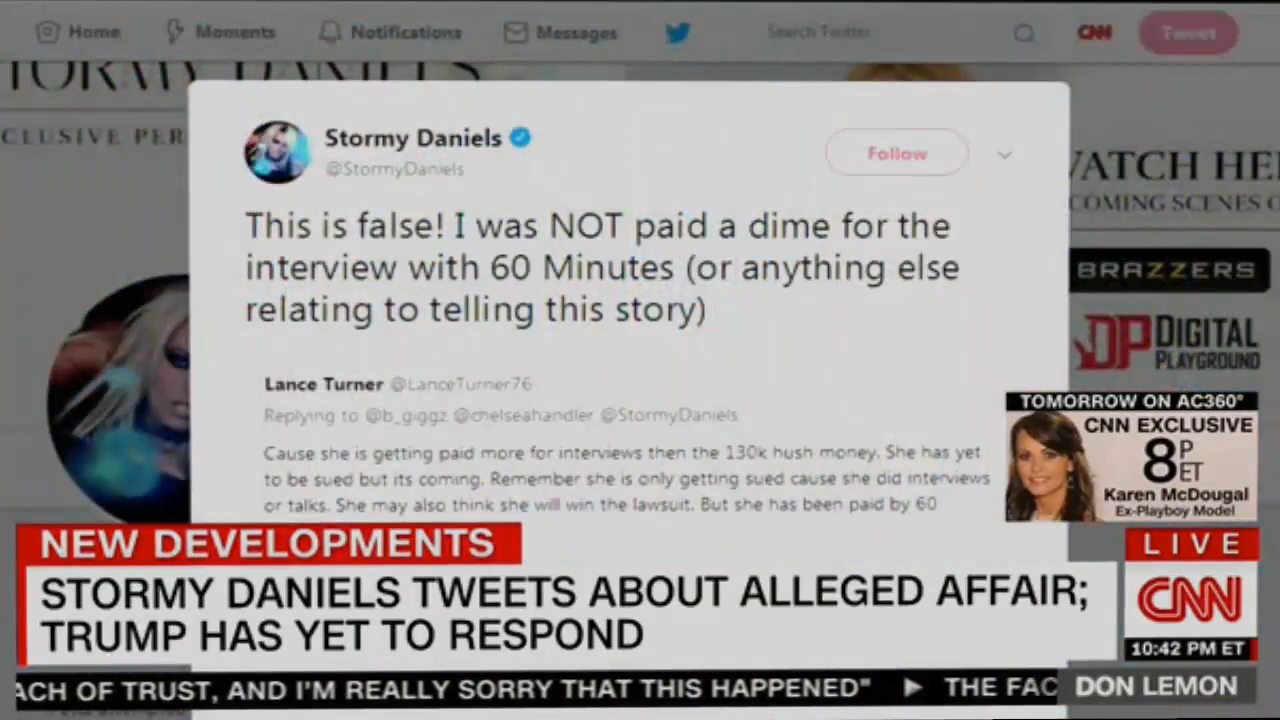 Home Moments Notifications Messages Search Twitter CNN Tweet
STORMY DANIELS
CLUSIVE PER
Stormy Daniels
@StormyDaniels
Follow
This is false! I was NOT paid a dime for the
interview with 60 Minutes (or anything else
relating to telling this story)
Lance Turner @LanceTurner76
Replying to @b_giggz @chelseahandler @StormyDaniels
Cause she is getting paid more for interviews then the 130k hush money. She has yet
to be sued but its coming. Remember she is only getting sued cause she did interviews
or talks. She may also think she will win the lawsuit. But she has been paid by 60
WATCH HE
COMING SCENES O
BRAZZERS
DP DIGITAL
PLAYGROUND
TOMORROW ON AC360°
CNN EXCLUSIVE
8 P
ET
Karen McDougal
Ex-Playboy Model
NEW DEVELOPMENTS
STORMY DANIELS TWEETS ABOUT ALLEGED AFFAIR;
TRUMP HAS YET TO RESPOND
LIVE
CNN
10:42 PM ET
ACH OF TRUST, AND I'M REALLY SORRY THAT THIS HAPPENED" ▶ THE FAC
DON LEMON